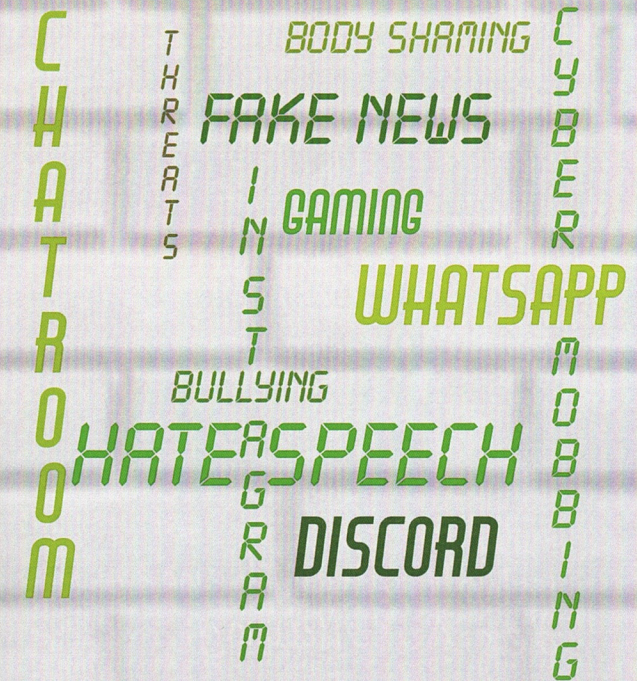 CHATROOM
THREATS
BODY SHAMING
CYBER MOBBING
FAKE NEWS
INSTAGRAM
GAMING
WHATSAPP
BULLYING
HATESPEECH
DISCORD